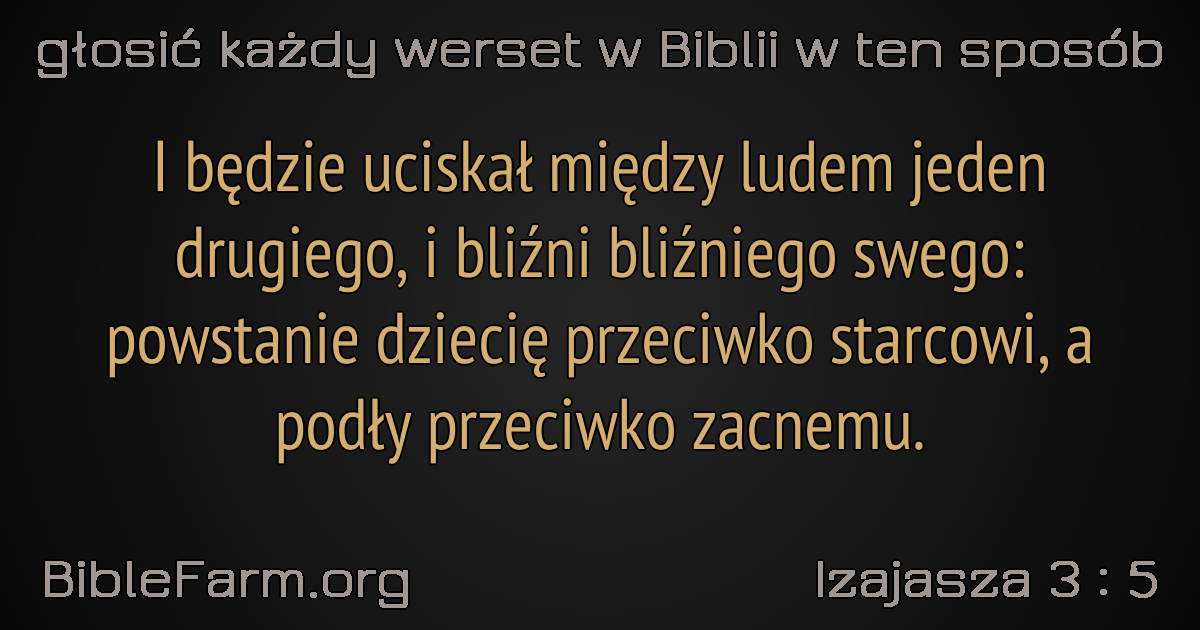 głosić każdy werset w Biblii w ten sposób
I będzie uciskał między ludem jeden
drugiego, i bliźni bliźniego swego:
powstanie dziecię przeciwko starcowi, a
podły przeciwko zacnemu.
BibleFarm.org
Izajasza 3 : 5